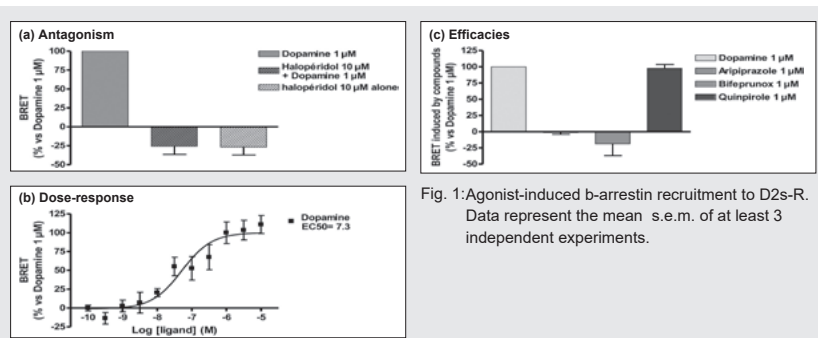 (a) Antagonism
BRET
(% vs Dopamine 1 µM)
100
75
50
25
0
-25
-50
Dopamine 1 µM
Halopéridol 10 µM
+ Dopamine 1 µM
halopéridol 10 µM alone
(b) Dose-response
BRET
(% vs Dopamine 1 µM)
125
100
75
50
25
0
-25
-10 -9 -8 -7 -6 -5
Log [ligand] (M)
Dopamine
EC50= 7.3
(c) Efficacies
BRET induced by compounds
(% vs Dopamine 1 µM)
125
100
75
50
25
0
-25
-50
Dopamine 1 µM
Aripiprazole 1 µM
Bifeprunox 1 µM
Quinpirole 1 µM
Fig. 1:Agonist-induced b-arrestin recruitment to D2s-R.
Data represent the mean s.e.m. of at least 3
independent experiments.